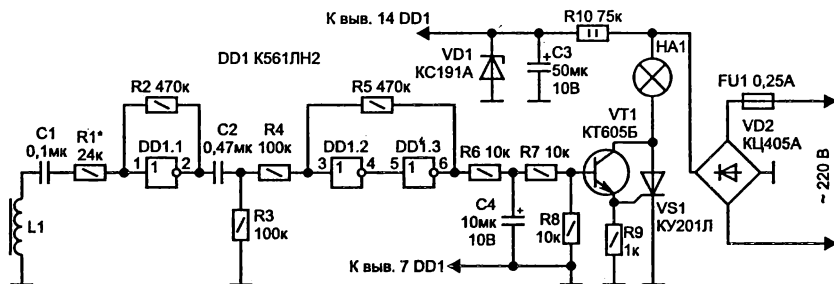 К выв. 14 DD1
R10 75к
HA1
DD1 К561ЛН2
VD1
КС191А
C3
50мк
10В
FU1 0,25А
R2 470к
R5 470к
VT1
КТ605Б
VD2
КЦ405А
C1
0,1мк
R1*
24к
DD1.1
1
1
2
C2
0,47мк
R4
100к
DD1.2
3
1
4
DD1.3
5
1
6
R6 10к
R7 10к
~ 220 В
L1
R3
100к
C4
10мк
10В
R8
10к
R9
1к
VS1
КУ201Л
К выв. 7 DD1